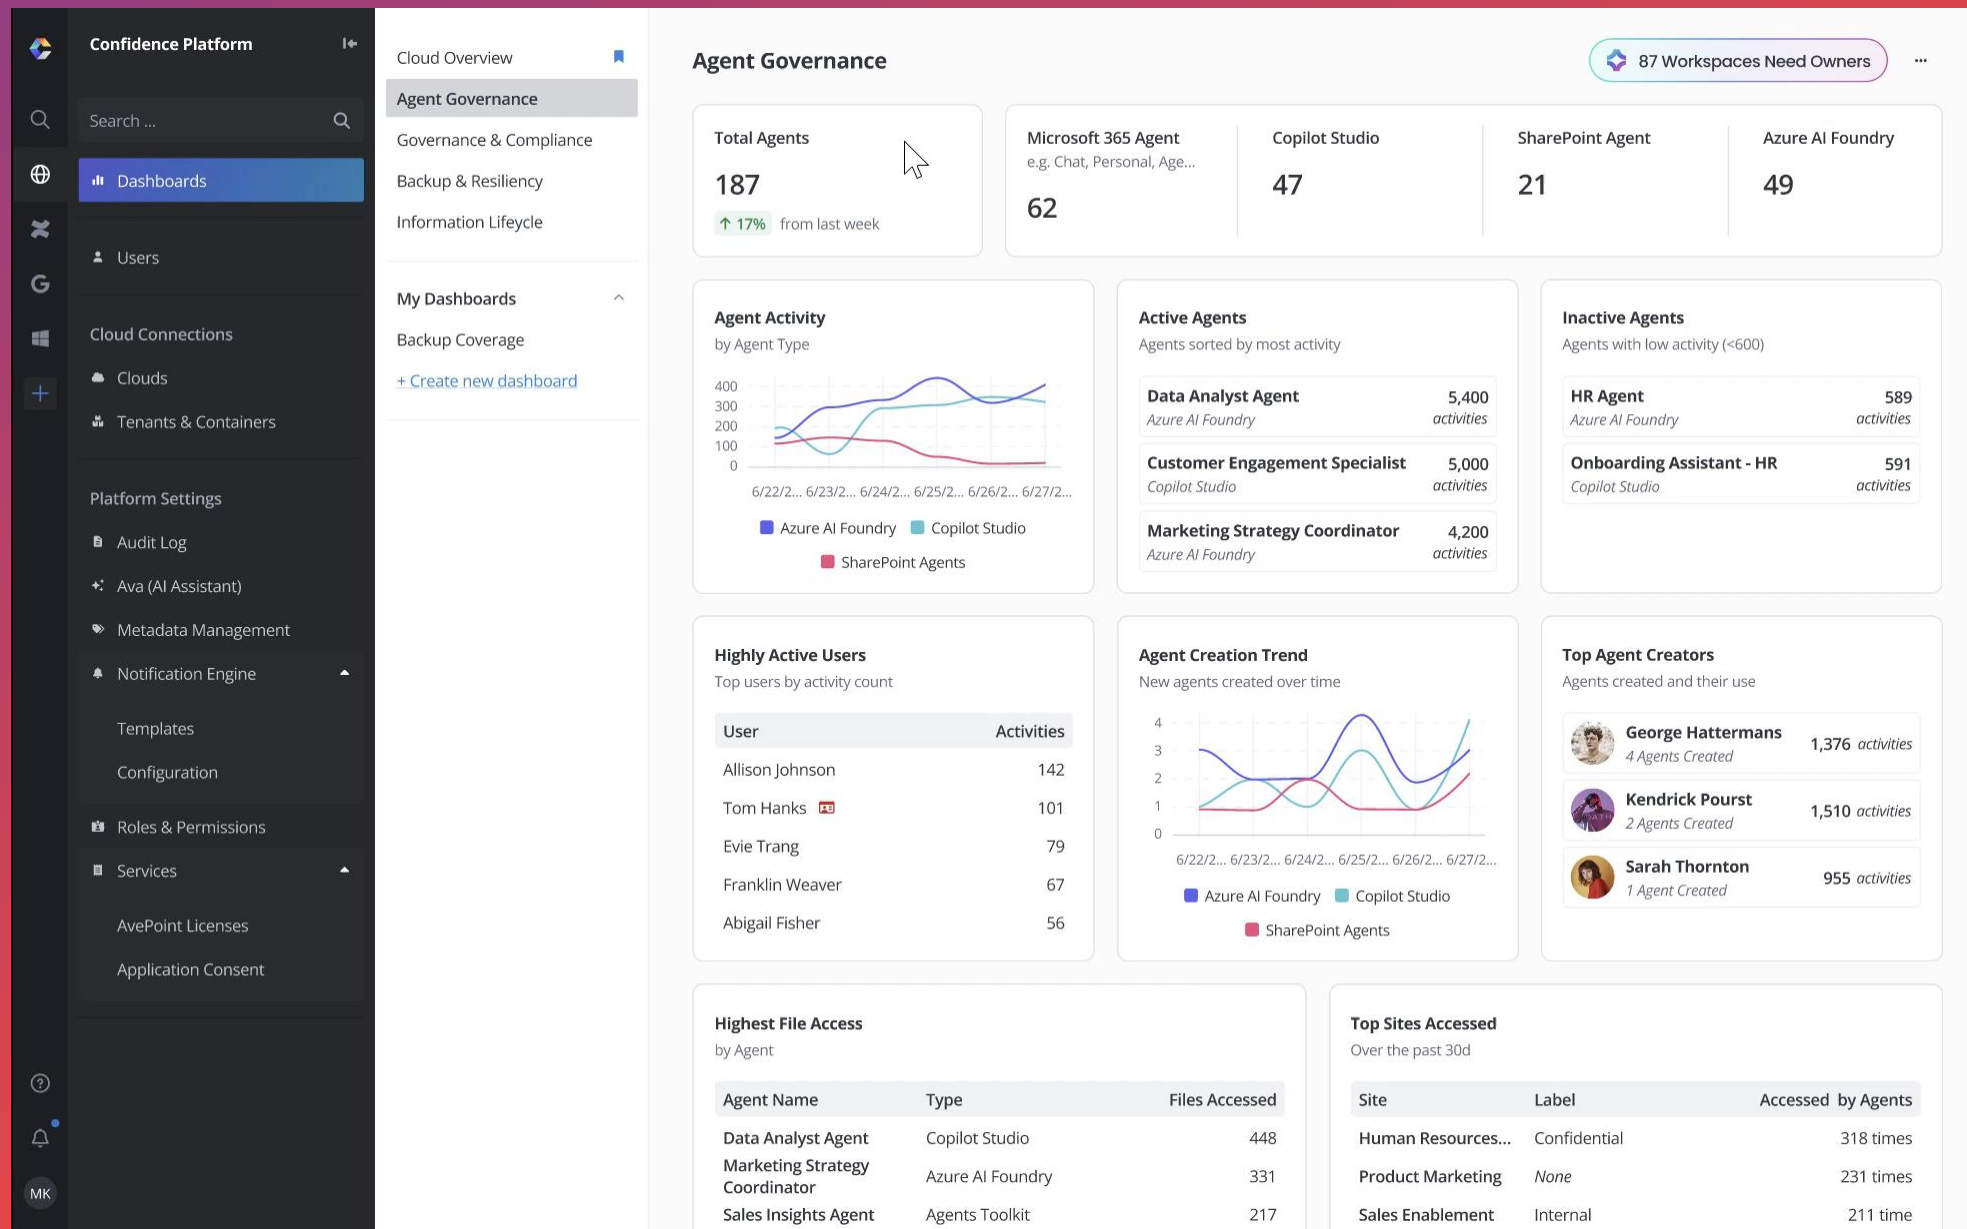 Confidence Platform
Search ...
Dashboards
Users
Cloud Connections
Clouds
Tenants & Containers
Platform Settings
Audit Log
Ava (AI Assistant)
Metadata Management
Notification Engine
Templates
Configuration
Roles & Permissions
Services
AvePoint Licenses
Application Consent
G
MK
Cloud Overview
Agent Governance
Governance & Compliance
Backup & Resiliency
Information Lifeycle
My Dashboards
Backup Coverage
+ Create new dashboard
Agent Governance
87 Workspaces Need Owners
Total Agents
187
17% from last week
Microsoft 365 Agent
e.g. Chat, Personal, Age...
62
Copilot Studio
47
SharePoint Agent
21
Azure AI Foundry
49
Agent Activity
by Agent Type
400
300
200
100
0
6/22/2... 6/23/2... 6/24/2... 6/25/2... 6/26/2... 6/27/2...
Azure AI Foundry Copilot Studio
SharePoint Agents
Active Agents
Agents sorted by most activity
Data Analyst Agent 5,400
Azure AI Foundry activities
Customer Engagement Specialist 5,000
Copilot Studio activities
Marketing Strategy Coordinator 4,200
Azure AI Foundry activities
Inactive Agents
Agents with low activity (<600)
HR Agent 589
Azure AI Foundry activities
Onboarding Assistant - HR 591
Copilot Studio activities
Highly Active Users
Top users by activity count
User Activities
Allison Johnson 142
Tom Hanks 101
Evie Trang 79
Franklin Weaver 67
Abigail Fisher 56
Agent Creation Trend
New agents created over time
4
3
2
1
0
6/22/2... 6/23/2... 6/24/2... 6/25/2... 6/26/2... 6/27/2...
Azure AI Foundry Copilot Studio
SharePoint Agents
Top Agent Creators
Agents created and their use
George Hattermans
4 Agents Created
1,376 activities
Kendrick Pourst
2 Agents Created
1,510 activities
Sarah Thornton
1 Agent Created
955 activities
Highest File Access
by Agent
Agent Name Type Files Accessed
Data Analyst Agent Copilot Studio 448
Marketing Strategy
Coordinator Azure AI Foundry 331
Sales Insights Agent Agents Toolkit 217
Top Sites Accessed
Over the past 30d
Site Label Accessed by Agents
Human Resources... Confidential 318 times
Product Marketing None 231 times
Sales Enablement Internal 211 time